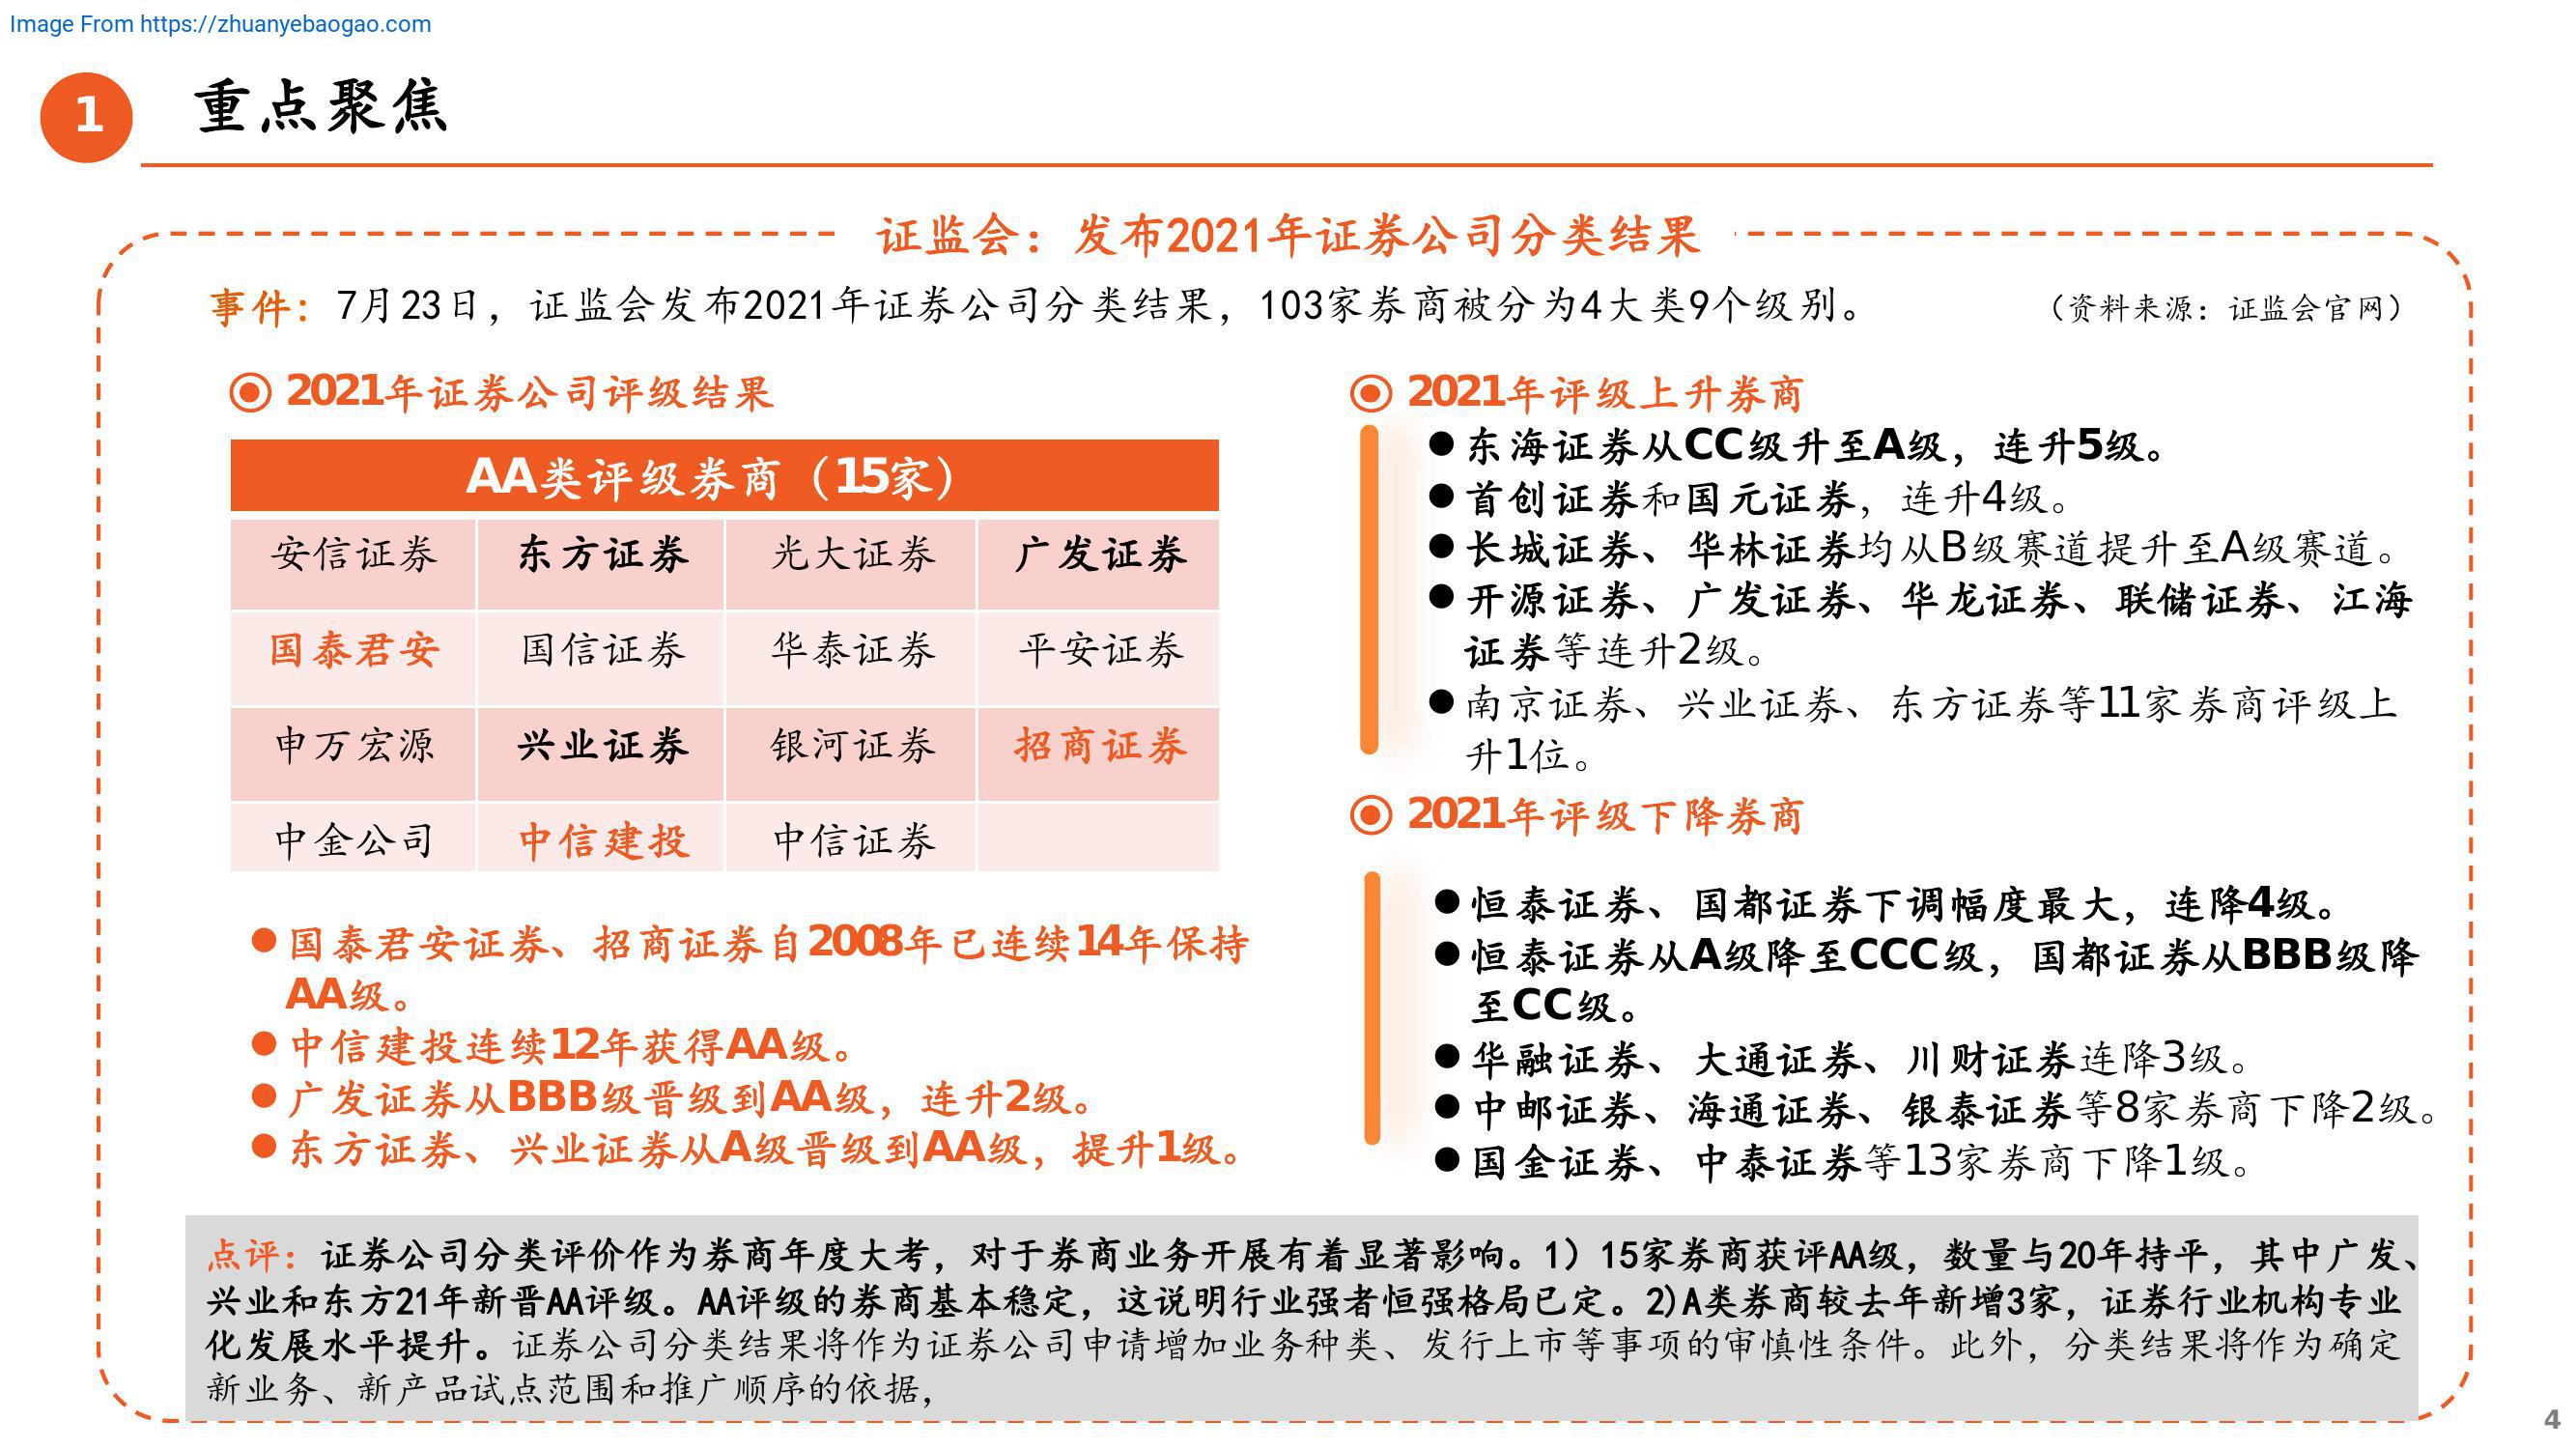 Image From https://zhuanyebaogao.com
1
重点聚焦
证监会：发布2021年证券公司分类结果
事件：7月23日，证监会发布2021年证券公司分类结果，103家券商被分为4大类9个级别。
（资料来源：证监会官网）
2021年证券公司评级结果
AA类评级券商（15家）
安信证券 东方证券 光大证券 广发证券
国泰君安 国信证券 华泰证券 平安证券
申万宏源 兴业证券 银河证券 招商证券
中金公司 中信建投 中信证券
●国泰君安证券、招商证券自2008年已连续14年保持
AA级。
●中信建投连续12年获得AA级。
●广发证券从BBB级晋级到AA级，连升2级。
●东方证券、兴业证券从A级晋级到AA级，提升1级。
2021年评级上升券商
●东海证券从CC级升至A级，连升5级。
●首创证券和国元证券，连升4级。
●长城证券、华林证券均从B级赛道提升至A级赛道。
●开源证券、广发证券、华龙证券、联储证券、江海
证券等连升2级。
●南京证券、兴业证券、东方证券等11家券商评级上
升1位。
2021年评级下降券商
●恒泰证券、国都证券下调幅度最大，连降4级。
●恒泰证券从A级降至CCC级，国都证券从BBB级降
至CC级。
●华融证券、大通证券、川财证券连降3级。
●中邮证券、海通证券、银泰证券等8家券商下降2级。
●国金证券、中泰证券等13家券商下降1级。
点评：证券公司分类评价作为券商年度大考，对于券商业务开展有着显著影响。1）15家券商获评AA级，数量与20年持平，其中广发、
兴业和东方21年新晋AA评级。AA评级的券商基本稳定，这说明行业强者恒强格局已定。2)A类券商较去年新增3家，证券行业机构专业
化发展水平提升。证券公司分类结果将作为证券公司申请增加业务种类、发行上市等事项的审慎性条件。此外，分类结果将作为确定
新业务、新产品试点范围和推广顺序的依据，
4